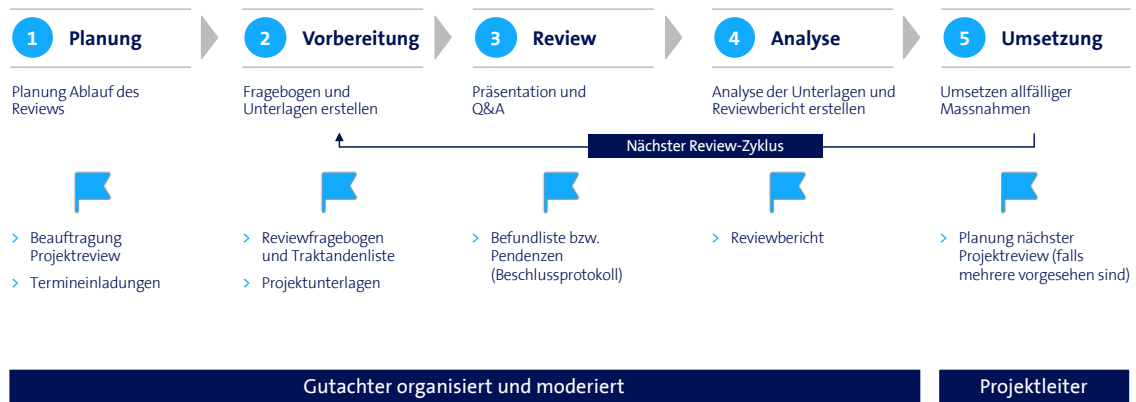 1 Planung
2 Vorbereitung
3 Review
4 Analyse
5 Umsetzung
Planung Ablauf des
Reviews
Fragebogen und
Unterlagen erstellen
Präsentation und
Q&A
Analyse der Unterlagen und
Reviewbericht erstellen
Umsetzen allfälliger
Massnahmen
Nächster Review-Zyklus
> Beauftragung
Projektreview
> Termineinladungen
> Reviewfragebogen
und Traktandenliste
> Projektunterlagen
> Befundliste bzw.
Pendenzen
(Beschlussprotokoll)
> Reviewbericht
> Planung nächster
Projektreview (falls
mehrere vorgesehen sind)
Gutachter organisiert und moderiert
Projektleiter